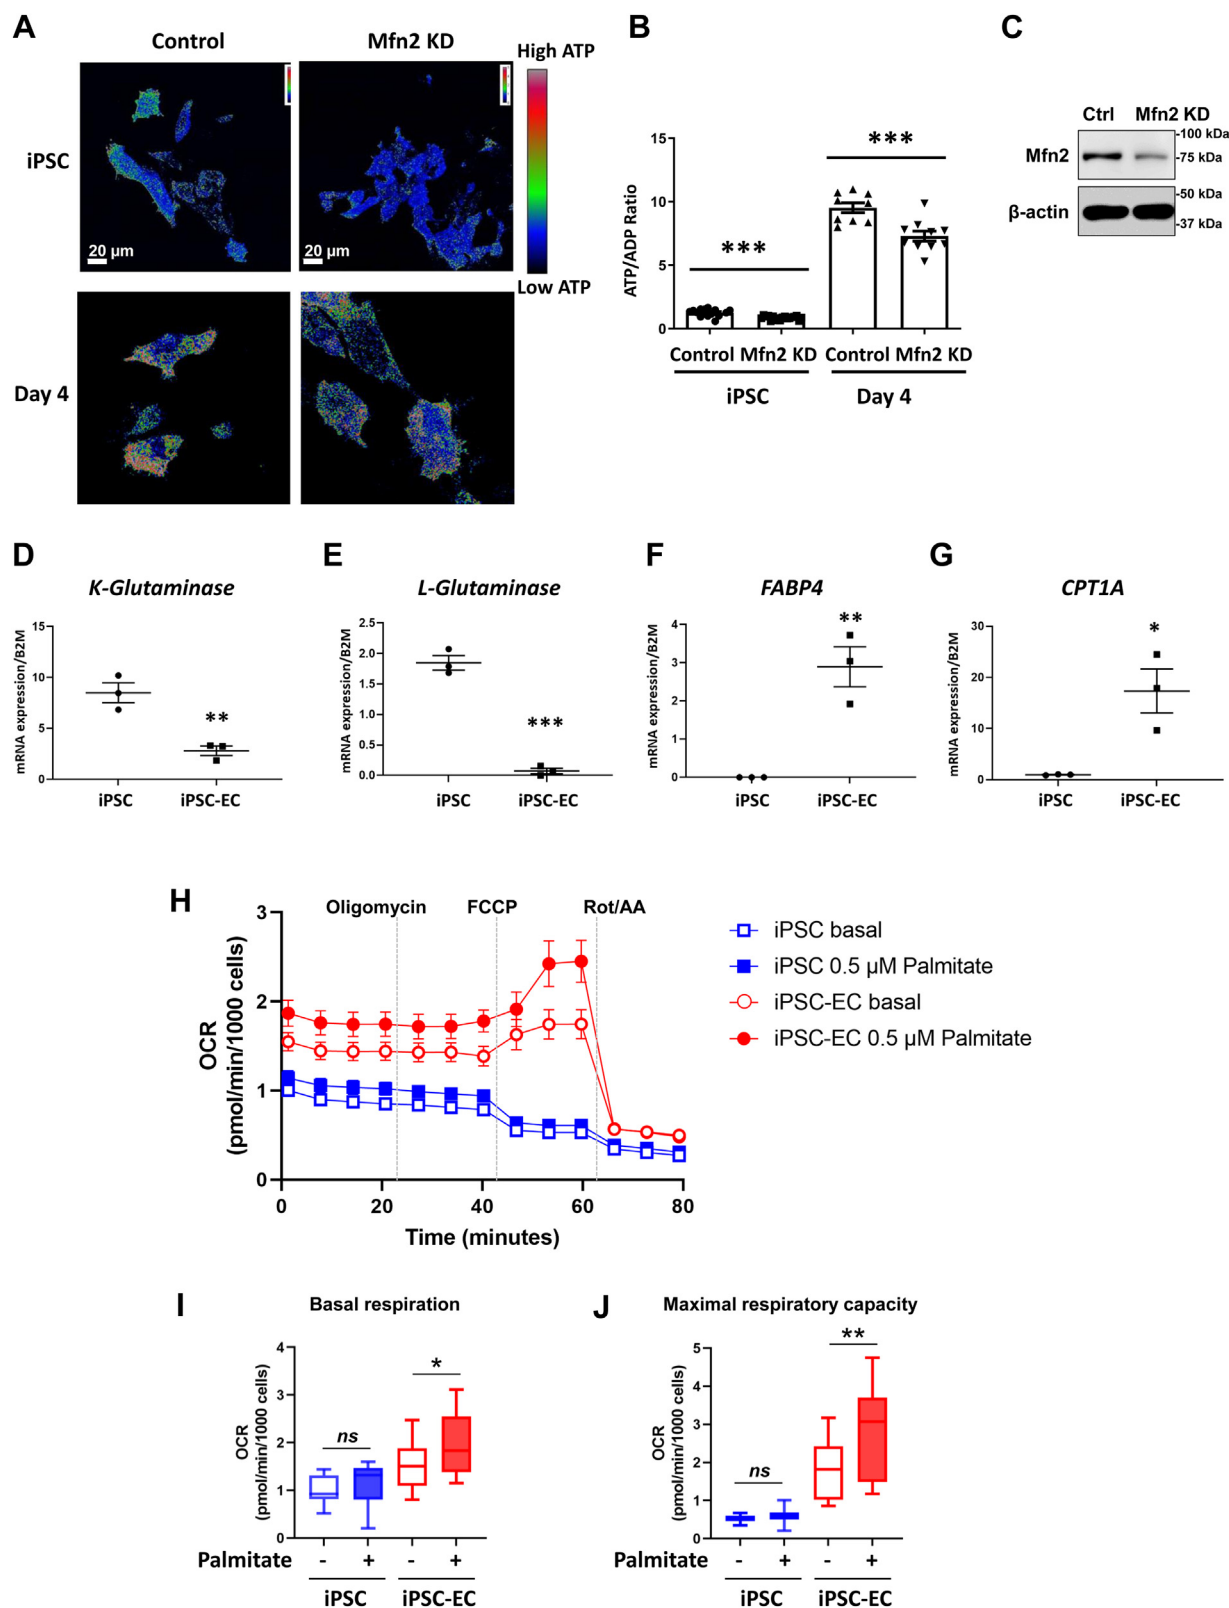 A
Control
Mfn2 KD
High ATP
iPSC
20 µm
20 µm
Low ATP
Day 4
B
ATP/ADP Ratio
15
10
5
0
***
***
Control Mfn2 KD
Control Mfn2 KD
iPSC
Day 4
C
Ctrl
Mfn2 KD
Mfn2
-100 kDa
-75 kDa
β-actin
-50 kDa
-37 kDa
D
K-Glutaminase
mRNA expression/B2M
15
10
5
0
**
iPSC
iPSC-EC
E
L-Glutaminase
mRNA expression/B2M
2.5
2.0
1.5
1.0
0.5
0.0
***
iPSC
iPSC-EC
F
FABP4
mRNA expression/B2M
4
3
2
1
0
**
iPSC
iPSC-EC
G
CPT1A
mRNA expression/B2M
30
20
10
0
*
iPSC
iPSC-EC
H
OCR
(pmol/min/1000 cells)
3
2
1
0
Oligomycin
FCCP
Rot/AA
0
20
40
60
80
Time (minutes)
iPSC basal
iPSC 0.5 µM Palmitate
iPSC-EC basal
iPSC-EC 0.5 µM Palmitate
I
Basal respiration
OCR
(pmol/min/1000 cells)
4
3
2
1
0
ns
*
Palmitate
-
+
-
+
iPSC
iPSC-EC
J
Maximal respiratory capacity
OCR
(pmol/min/1000 cells)
5
4
3
2
1
0
ns
**
Palmitate
-
+
-
+
iPSC
iPSC-EC